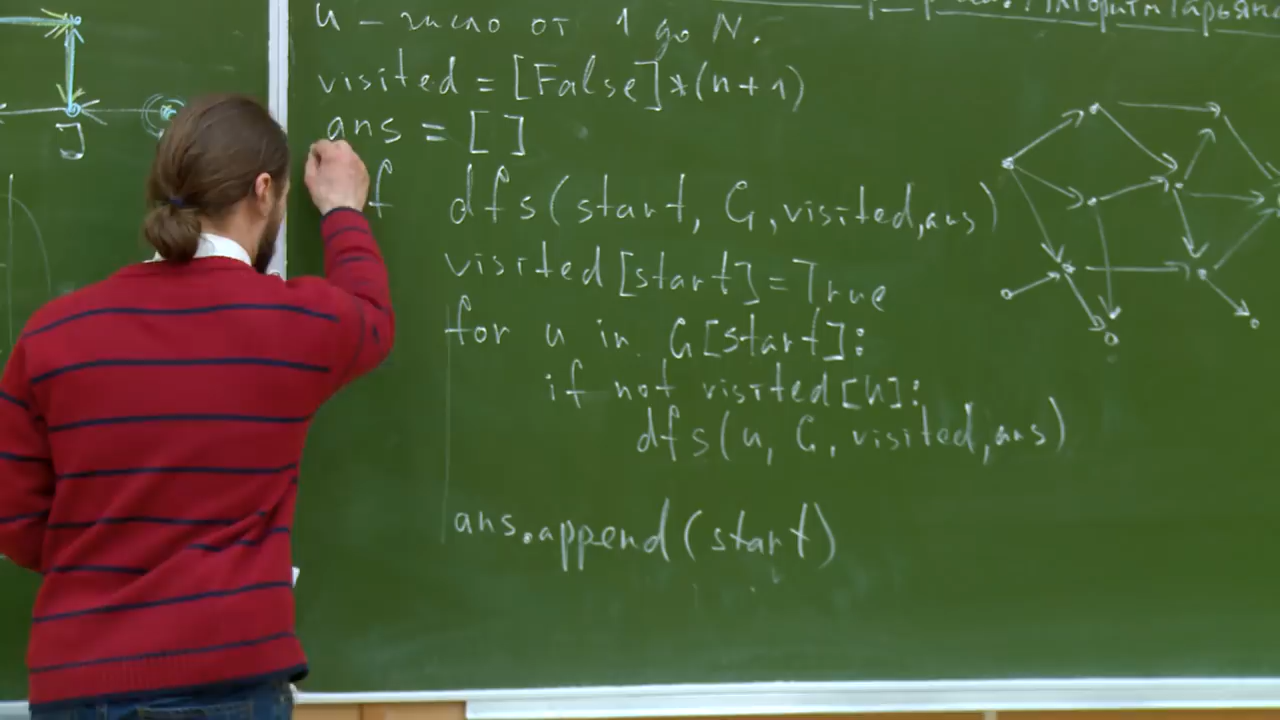 u - число от 1 до N.
visited = [False]*(n+1)
ans = []
f dfs(start, G, visited, ans)
visited[start] = True
for u in G[start]:
if not visited[u]:
dfs(u, G, visited, ans)
ans.append(start)
J